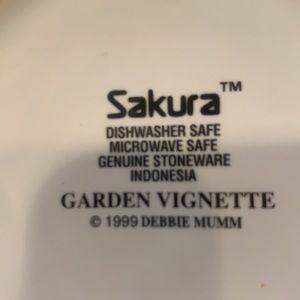 Sakura™
DISHWASHER SAFE
MICROWAVE SAFE
GENUINE STONEWARE
INDONESIA
GARDEN VIGNETTE
© 1999 DEBBIE MUMM